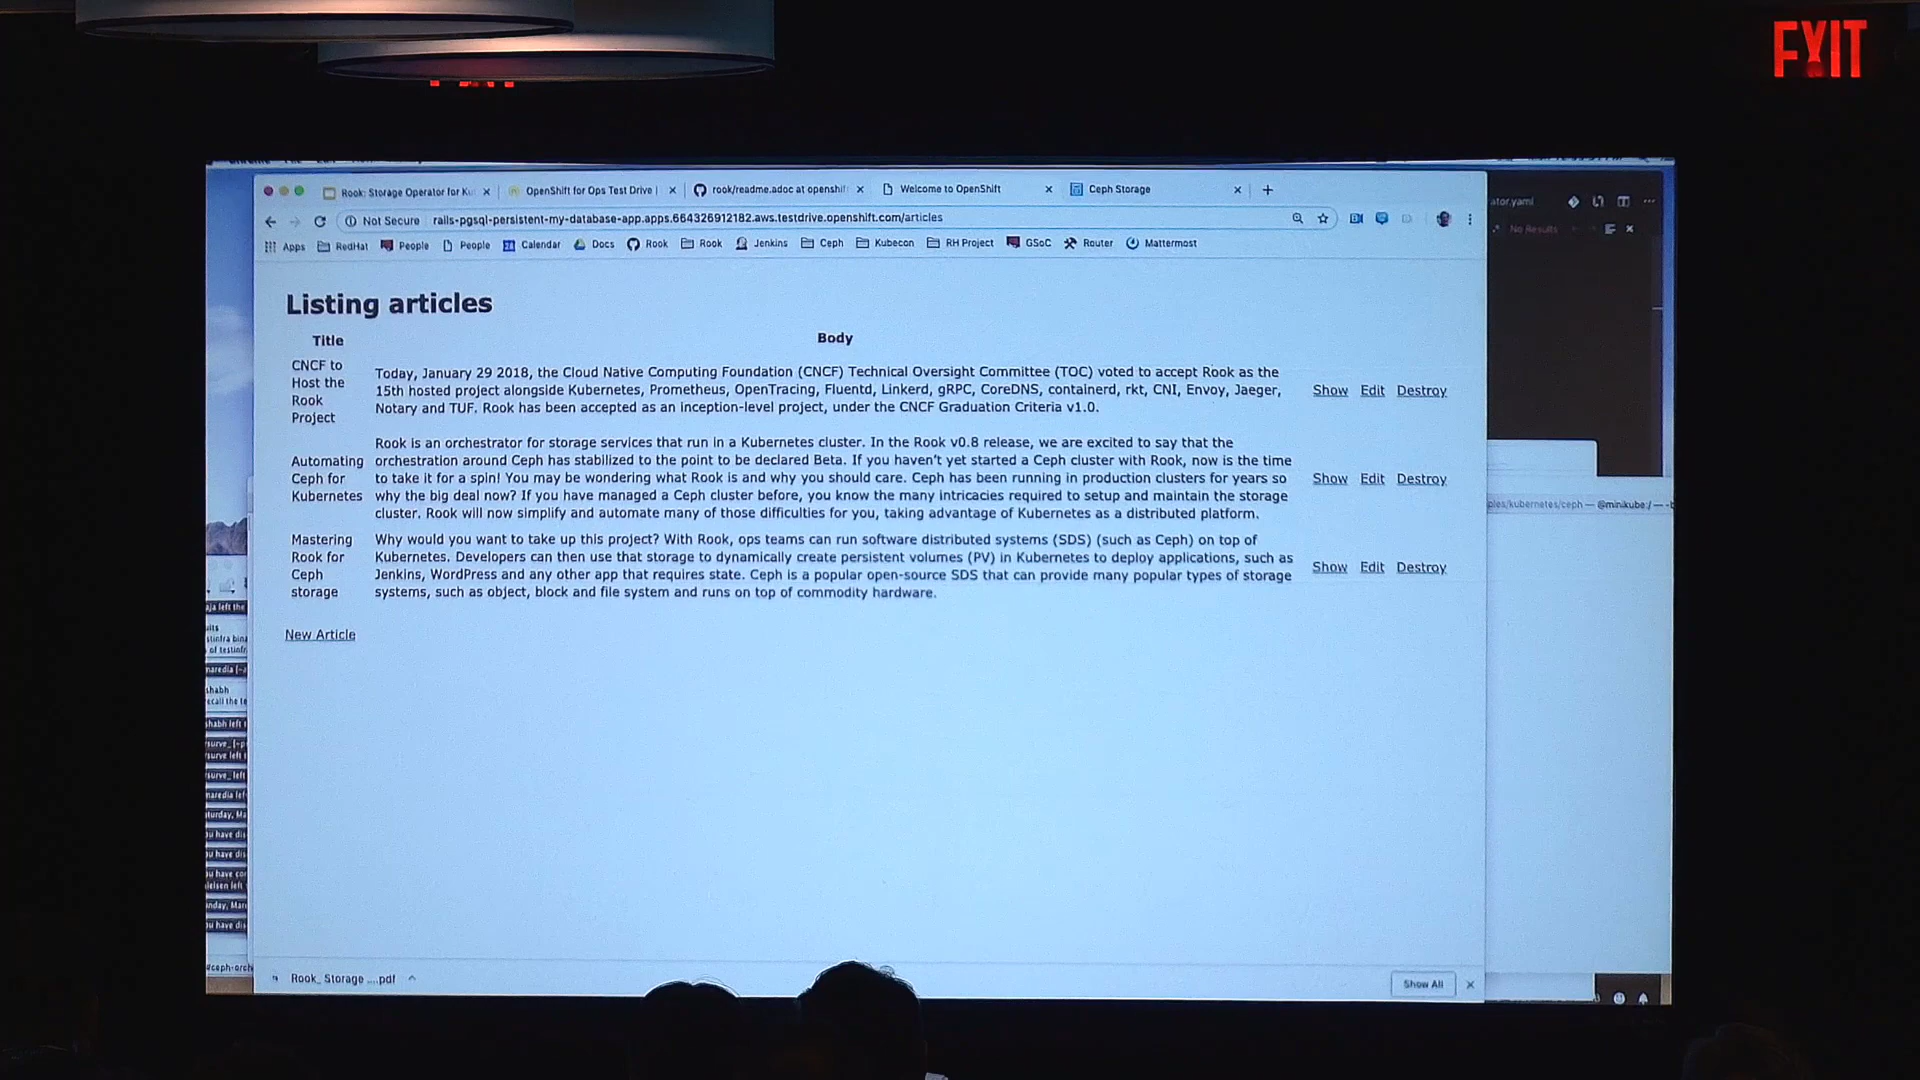 EXIT
Rook: Storage Operator for Ku
OpenShift for Ops Test Drive |
rook/readme.adoc at openshif
Welcome to OpenShift
Ceph Storage
Not Secure rails-pgsql-persistent-my-database-app.apps.664326912182.aws.testdrive.openshift.com/articles
Apps RedHat People People Calendar Docs Rook Rook Jenkins Ceph Kubecon RH Project GSoC Router Mattermost
ator.yaml
No Results
Listing articles
Title Body
CNCF to
Host the
Rook
Project
Today, January 29 2018, the Cloud Native Computing Foundation (CNCF) Technical Oversight Committee (TOC) voted to accept Rook as the
15th hosted project alongside Kubernetes, Prometheus, OpenTracing, Fluentd, Linkerd, gRPC, CoreDNS, containerd, rkt, CNI, Envoy, Jaeger,
Notary and TUF. Rook has been accepted as an inception-level project, under the CNCF Graduation Criteria v1.0.
Show Edit Destroy
Automating
Ceph for
Kubernetes
Rook is an orchestrator for storage services that run in a Kubernetes cluster. In the Rook v0.8 release, we are excited to say that the
orchestration around Ceph has stabilized to the point to be declared Beta. If you haven't yet started a Ceph cluster with Rook, now is the time
to take it for a spin! You may be wondering what Rook is and why you should care. Ceph has been running in production clusters for years so
why the big deal now? If you have managed a Ceph cluster before, you know the many intricacies required to setup and maintain the storage
cluster. Rook will now simplify and automate many of those difficulties for you, taking advantage of Kubernetes as a distributed platform.
Show Edit Destroy
Mastering
Rook for
Ceph
storage
Why would you want to take up this project? With Rook, ops teams can run software distributed systems (SDS) (such as Ceph) on top of
Kubernetes. Developers can then use that storage to dynamically create persistent volumes (PV) in Kubernetes to deploy applications, such as
Jenkins, WordPress and any other app that requires state. Ceph is a popular open-source SDS that can provide many popular types of storage
systems, such as object, block and file system and runs on top of commodity hardware.
Show Edit Destroy
New Article
ples/kubernetes/ceph — @minikube:/ —
Rook_ Storage ....pdf
Show All